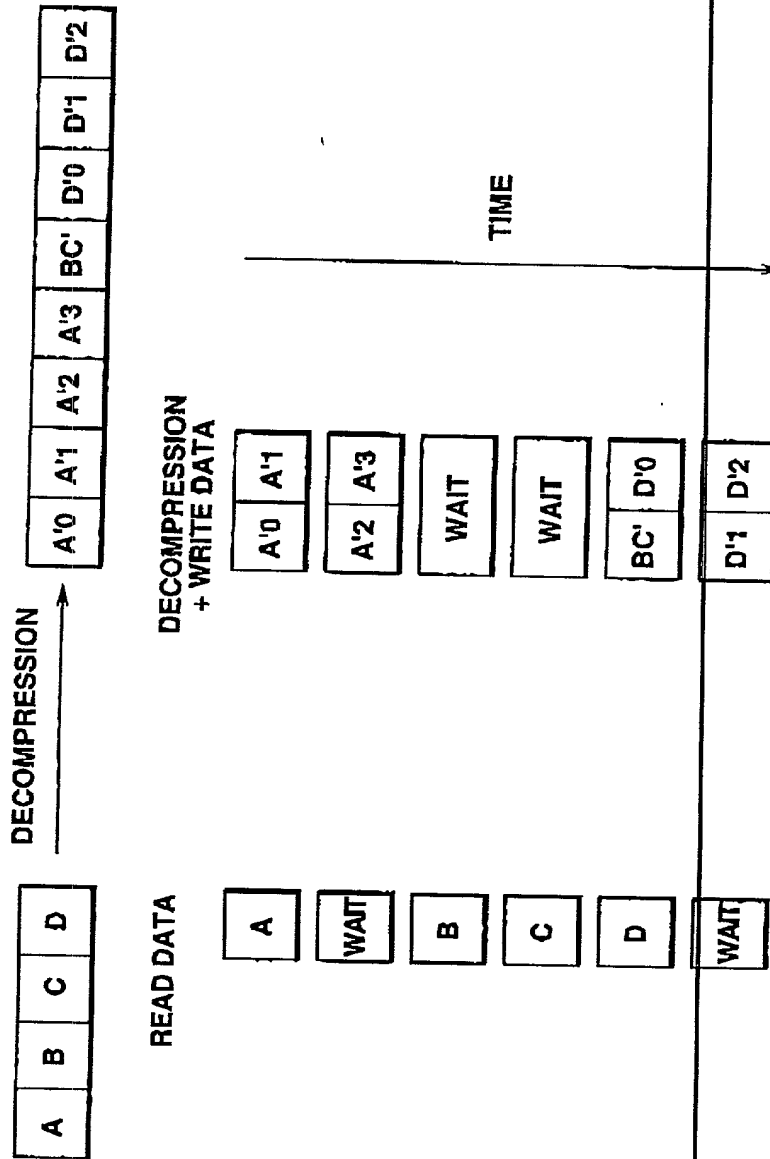 A B C D
DECOMPRESSION
A'0 A'1 A'2 A'3 BC' D'0 D'1 D'2
READ DATA
DECOMPRESSION
+ WRITE DATA
A
A'0 A'1
WAIT
A'2 A'3
B
WAIT
C
WAIT
D
BC' D'0
WAIT
D'1 D'2
TIME